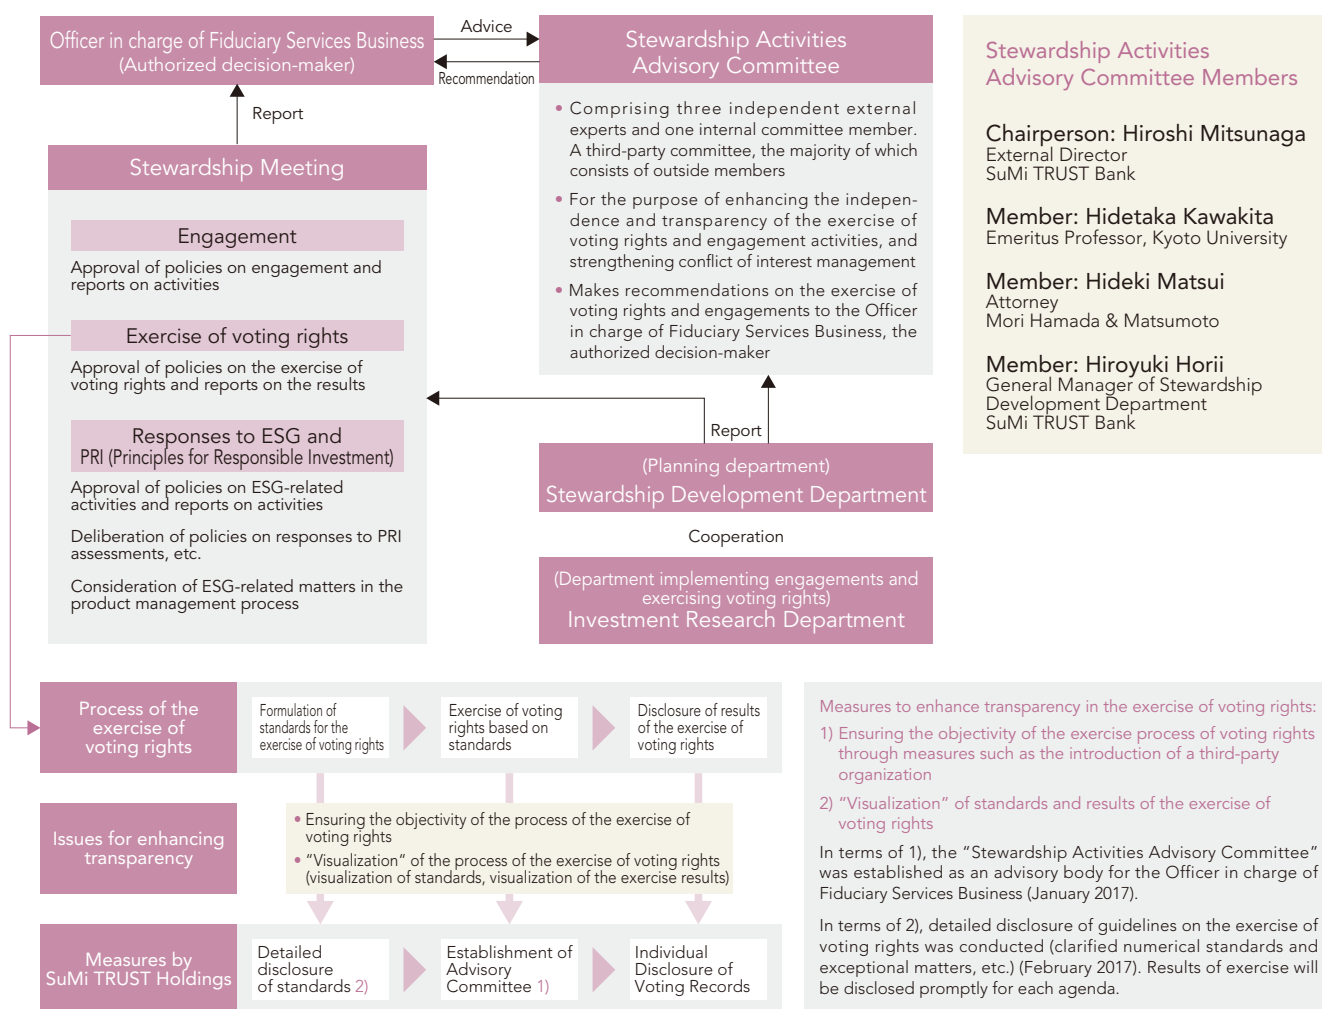 Officer in charge of Fiduciary Services Business
(Authorized decision-maker)
Advice
Recommendation
Report
Stewardship Meeting
Engagement
Approval of policies on engagement and
reports on activities
Exercise of voting rights
Approval of policies on the exercise of
voting rights and reports on the results
Responses to ESG and
PRI (Principles for Responsible Investment)
Approval of policies on ESG-related
activities and reports on activities
Deliberation of policies on responses to PRI
assessments, etc.
Consideration of ESG-related matters in the
product management process
Stewardship Activities
Advisory Committee
• Comprising three independent external
experts and one internal committee member.
A third-party committee, the majority of which
consists of outside members
• For the purpose of enhancing the indepen-
dence and transparency of the exercise of
voting rights and engagement activities, and
strengthening conflict of interest management
• Makes recommendations on the exercise of
voting rights and engagements to the Officer
in charge of Fiduciary Services Business, the
authorized decision-maker
Report
(Planning department)
Stewardship Development Department
Cooperation
(Department implementing engagements and
exercising voting rights)
Investment Research Department
Stewardship Activities
Advisory Committee Members
Chairperson: Hiroshi Mitsunaga
External Director
SuMi TRUST Bank
Member: Hidetaka Kawakita
Emeritus Professor, Kyoto University
Member: Hideki Matsui
Attorney
Mori Hamada & Matsumoto
Member: Hiroyuki Horii
General Manager of Stewardship
Development Department
SuMi TRUST Bank
Process of the
exercise of
voting rights
Formulation of
standards for the
exercise of voting rights
Exercise of voting
rights based on
standards
Disclosure of results
of the exercise of
voting rights
Issues for enhancing
transparency
• Ensuring the objectivity of the process of the exercise of
voting rights
• "Visualization" of the process of the exercise of voting rights
(visualization of standards, visualization of the exercise results)
Measures by
SuMi TRUST Holdings
Detailed
disclosure
of standards 2)
Establishment of
Advisory
Committee 1)
Individual
Disclosure of
Voting Records
Measures to enhance transparency in the exercise of voting rights:
1) Ensuring the objectivity of the exercise process of voting rights
through measures such as the introduction of a third-party
organization
2) "Visualization" of standards and results of the exercise of
voting rights
In terms of 1), the "Stewardship Activities Advisory Committee"
was established as an advisory body for the Officer in charge of
Fiduciary Services Business (January 2017).
In terms of 2), detailed disclosure of guidelines on the exercise of
voting rights was conducted (clarified numerical standards and
exceptional matters, etc.) (February 2017). Results of exercise will
be disclosed promptly for each agenda.